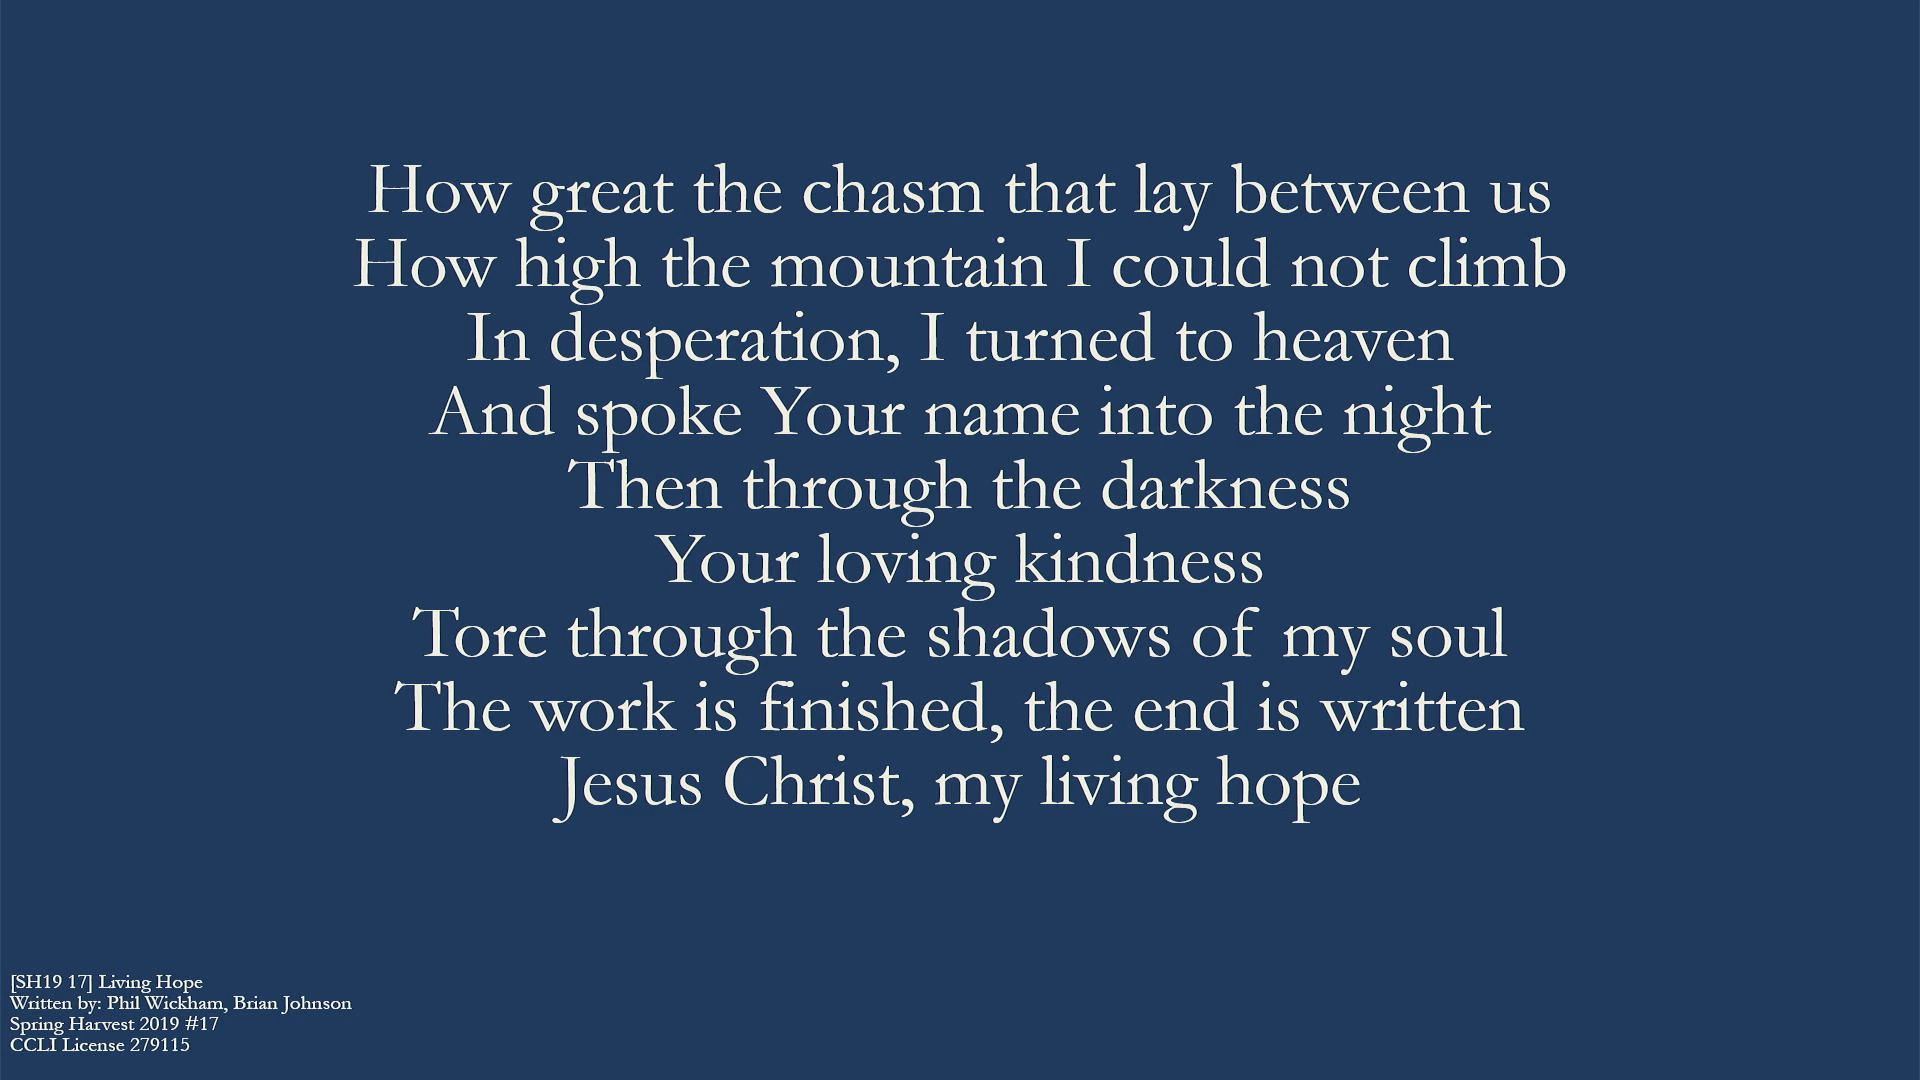 How great the chasm that lay between us
How high the mountain I could not climb
In desperation, I turned to heaven
And spoke Your name into the night
Then through the darkness
Your loving kindness
Tore through the shadows of my soul
The work is finished, the end is written
Jesus Christ, my living hope
[SH19 17] Living Hope
Written by: Phil Wickham, Brian Johnson
Spring Harvest 2019 #17
CCLI License 279115